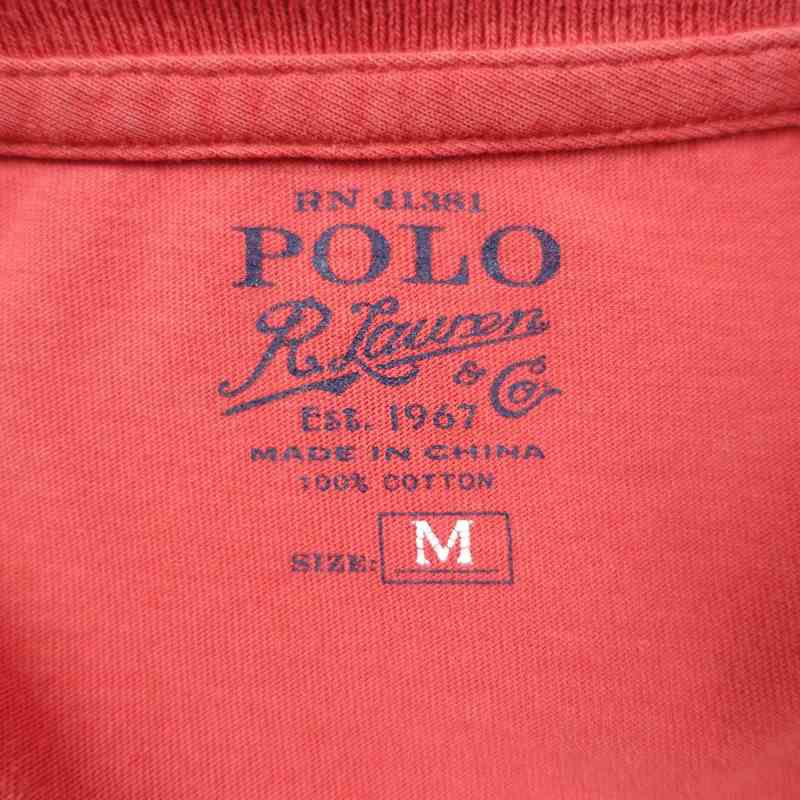 RN 41381
POLO
R. Lauren
& Co
Est. 1967
MADE IN CHINA
100% COTTON
SIZE: M